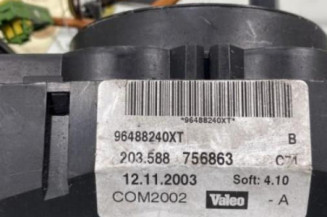 *96488240XT*
96488240XT B
203.588 756863
12.11.2003 Soft: 4.10
COM2002 Valeo - A